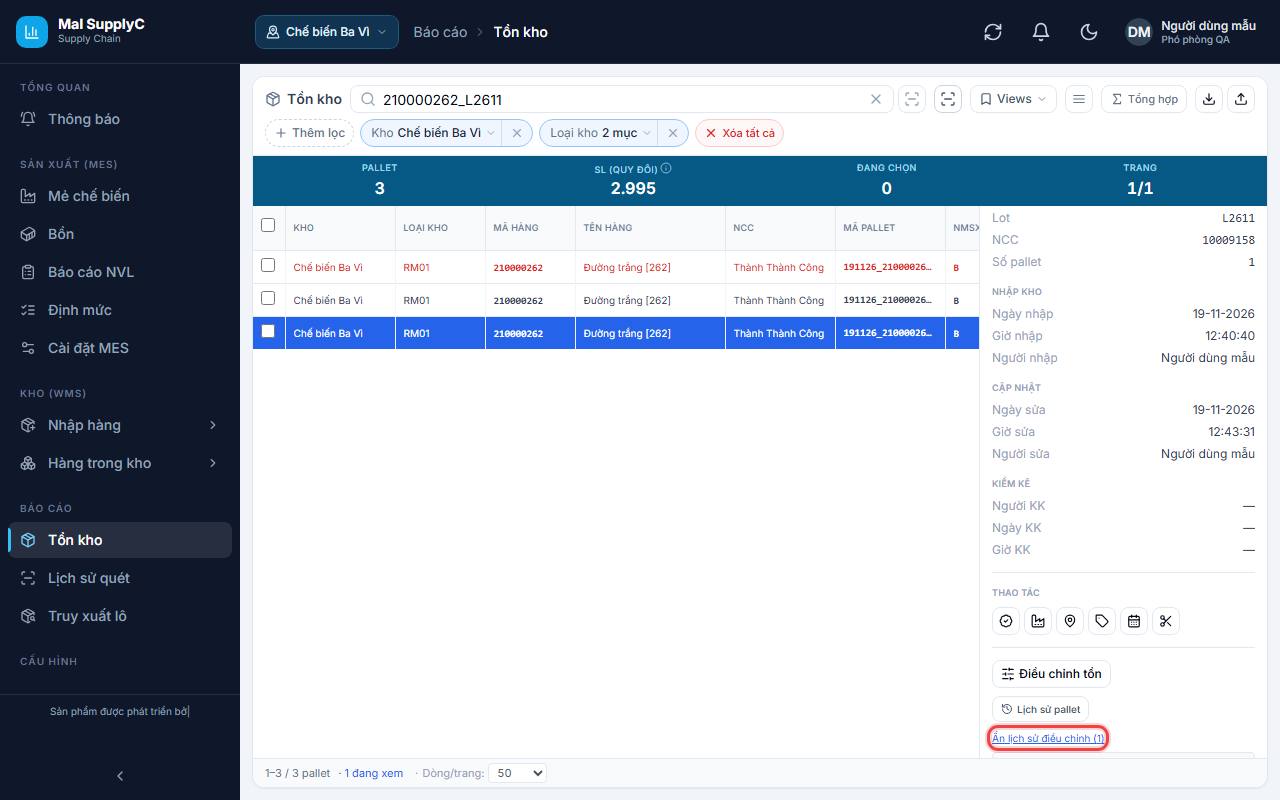 Mal SupplyC
Supply Chain
Chế biến Ba Vì
Báo cáo
Tồn kho
DM
Người dùng mẫu
Phó phòng QA
TỔNG QUAN
Thông báo
SẢN XUẤT (MES)
Mẻ chế biến
Bồn
Báo cáo NVL
Định mức
Cài đặt MES
KHO (WMS)
Nhập hàng
Hàng trong kho
BÁO CÁO
Tồn kho
Lịch sử quét
Truy xuất lô
CẤU HÌNH
Sản phẩm được phát triển bở|
Tồn kho
210000262_L2611
Views
Tổng hợp
Thêm lọc
Kho Chế biến Ba Vì
Loại kho 2 mục
Xóa tất cả
PALLET
3
SL (QUY ĐỔI)
2.995
ĐANG CHỌN
0
TRANG
1/1
KHO LOẠI KHO MÃ HÀNG TÊN HÀNG NCC MÃ PALLET NMSX
Chế biến Ba Vì RM01 210000262 Đường trắng [262] Thành Thành Công 191126_21000026… B
Chế biến Ba Vì RM01 210000262 Đường trắng [262] Thành Thành Công 191126_21000026… B
Chế biến Ba Vì RM01 210000262 Đường trắng [262] Thành Thành Công 191126_21000026… B
Lot L2611
NCC 10009158
Số pallet 1
NHẬP KHO
Ngày nhập 19-11-2026
Giờ nhập 12:40:40
Người nhập Người dùng mẫu
CẬP NHẬT
Ngày sửa 19-11-2026
Giờ sửa 12:43:31
Người sửa Người dùng mẫu
KIỂM KÊ
Người KK —
Ngày KK —
Giờ KK —
THAO TÁC
Điều chỉnh tồn
Lịch sử pallet
Ẩn lịch sử điều chỉnh (1)
1–3 / 3 pallet · 1 đang xem · Dòng/trang: 50